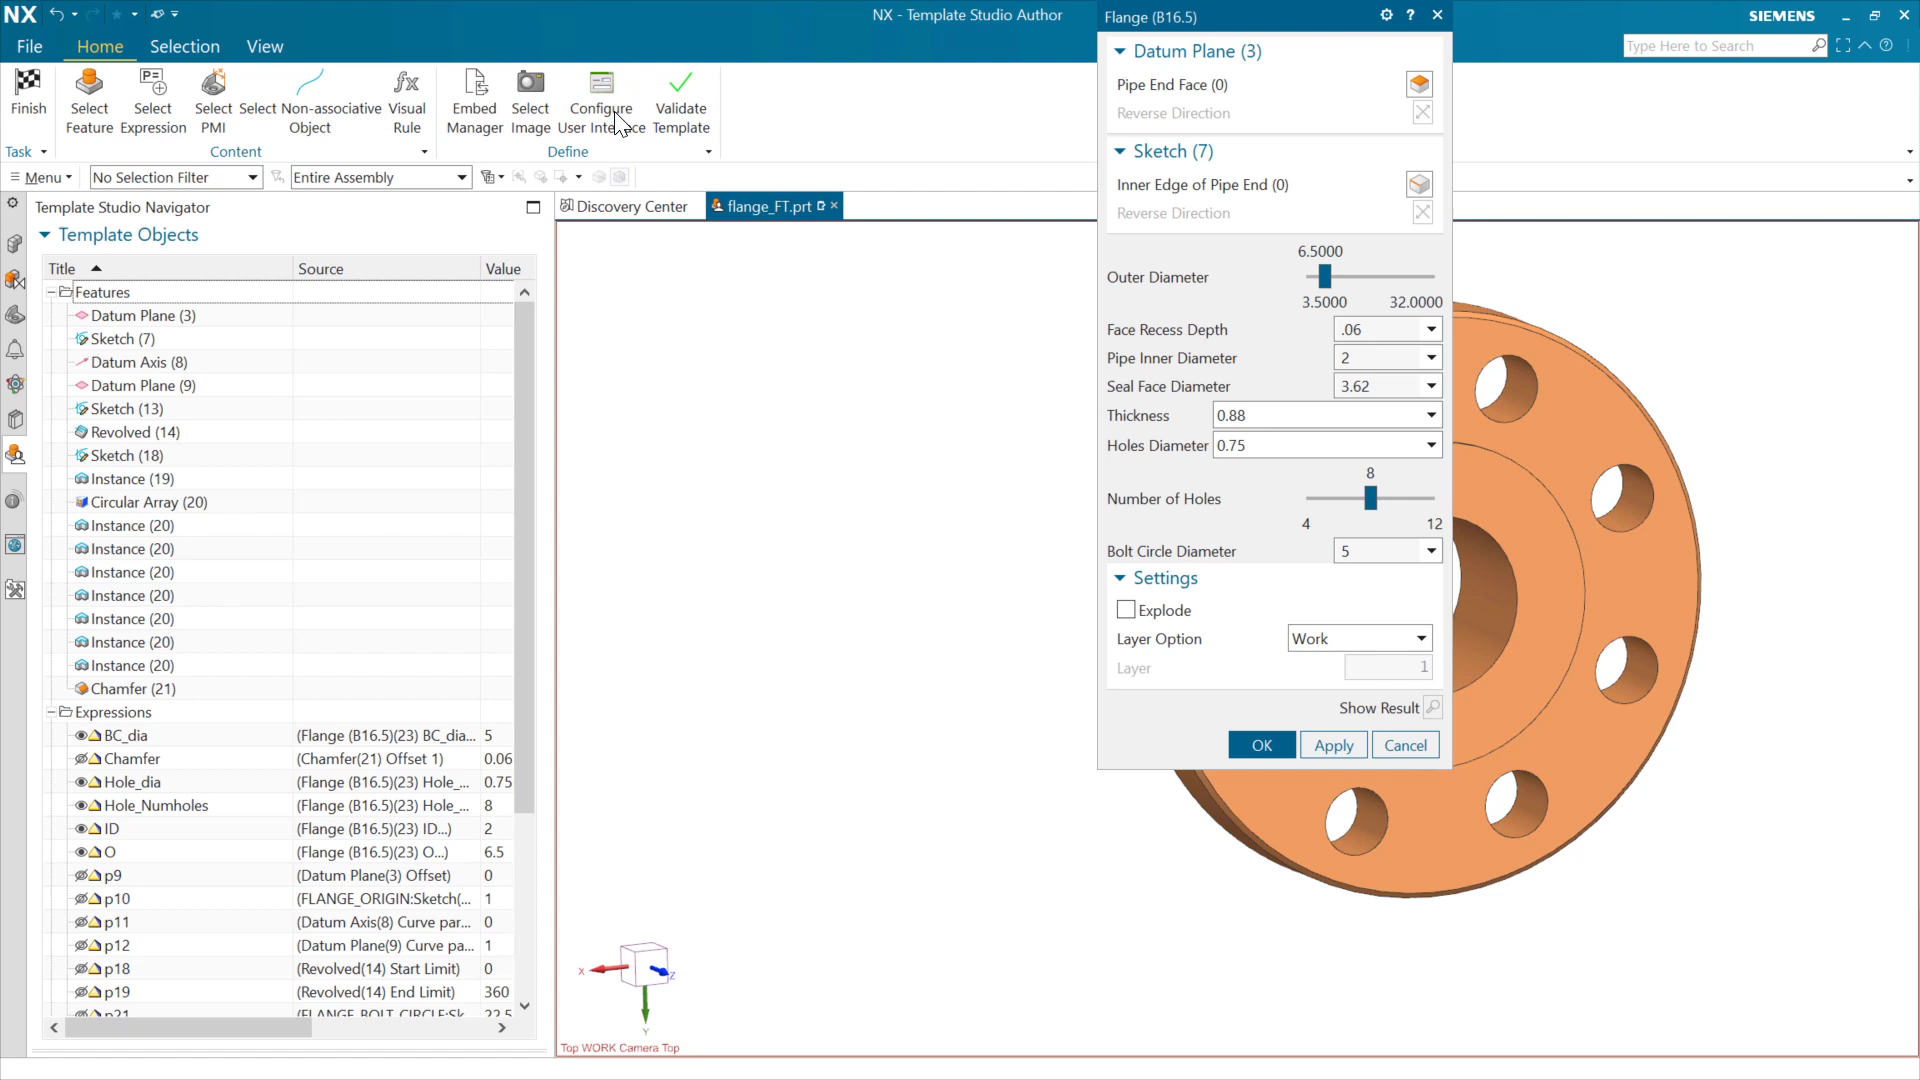 NX
NX - Template Studio Author
SIEMENS
File
Home
Selection
View
Type Here to Search
Finish
Select Feature
Select Expression
Select PMI
Select Non-associative Object
Visual Rule
Embed Manager
Select Image
Configure User Interface
Validate Template
Task
Content
Define
Menu
No Selection Filter
Entire Assembly
Template Studio Navigator
Discovery Center
flange_FT.prt
Template Objects
Title Source Value
Features
Datum Plane (3)
Sketch (7)
Datum Axis (8)
Datum Plane (9)
Sketch (13)
Revolved (14)
Sketch (18)
Instance (19)
Circular Array (20)
Instance (20)
Instance (20)
Instance (20)
Instance (20)
Instance (20)
Instance (20)
Instance (20)
Chamfer (21)
Expressions
BC_dia (Flange (B16.5)(23) BC_dia... 5
Chamfer (Chamfer(21) Offset 1) 0.06
Hole_dia (Flange (B16.5)(23) Hole_... 0.75
Hole_Numholes (Flange (B16.5)(23) Hole_... 8
ID (Flange (B16.5)(23) ID...) 2
O (Flange (B16.5)(23) O...) 6.5
p9 (Datum Plane(3) Offset) 0
p10 (FLANGE_ORIGIN:Sketch(... 1
p11 (Datum Axis(8) Curve par... 0
p12 (Datum Plane(9) Curve pa... 1
p18 (Revolved(14) Start Limit) 0
p19 (Revolved(14) End Limit) 360
p21 (FLANGE_BOLT_CIRCLE:Sk... 22.5
Flange (B16.5)
Datum Plane (3)
Pipe End Face (0)
Reverse Direction
Sketch (7)
Inner Edge of Pipe End (0)
Reverse Direction
6.5000
Outer Diameter
3.5000 32.0000
Face Recess Depth .06
Pipe Inner Diameter 2
Seal Face Diameter 3.62
Thickness 0.88
Holes Diameter 0.75
8
Number of Holes
4 12
Bolt Circle Diameter 5
Settings
Explode
Layer Option Work
Layer 1
Show Result
OK Apply Cancel
X
Z
Y
Top WORK Camera Top